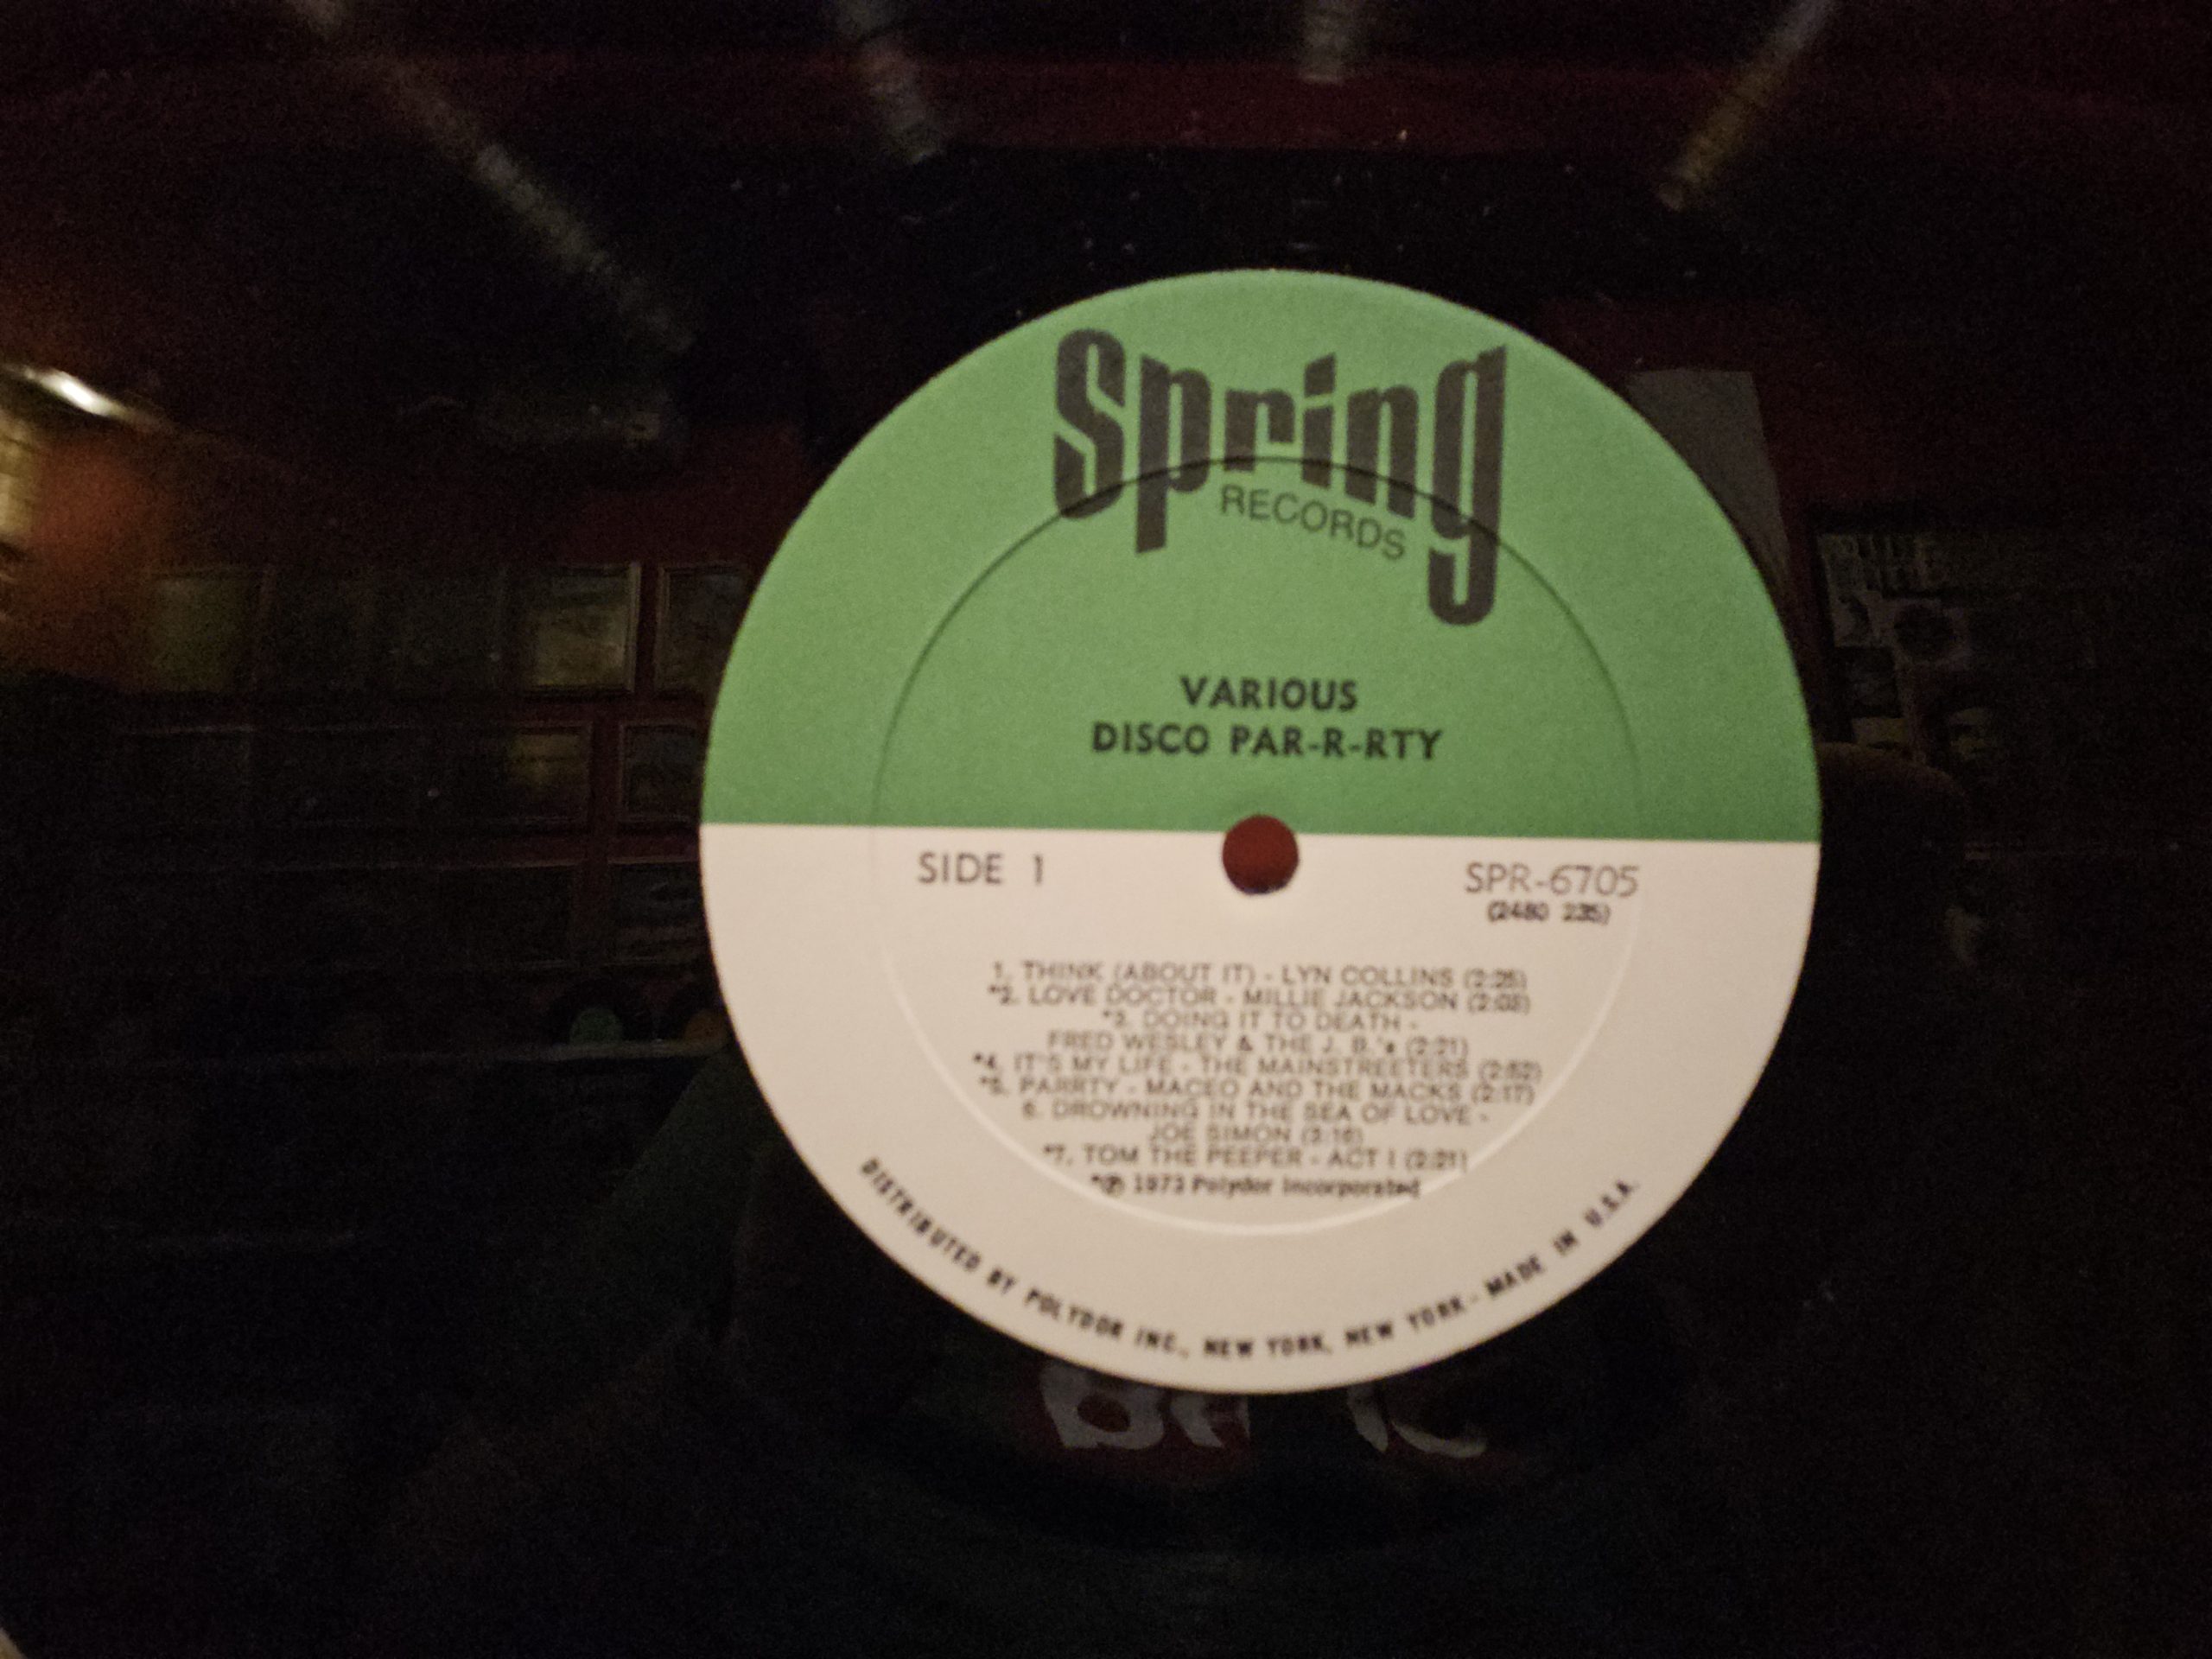 Spring
RECORDS
VARIOUS
DISCO PAR-R-RTY
SIDE 1
SPR-6705
(2480 235)
1. THINK (ABOUT IT) - LYN COLLINS (2:25)
*2. LOVE DOCTOR - MILLIE JACKSON (2:03)
*3. DOING IT TO DEATH -
FRED WESLEY & THE J. B.'s (2:21)
*4. IT'S MY LIFE - THE MAINSTREETERS (2:52)
*5. PARRTY - MACEO AND THE MACKS (2:17)
6. DROWNING IN THE SEA OF LOVE -
JOE SIMON (2:16)
*7. TOM THE PEEPER - ACT I (2:21)
*℗ 1973 Polydor Incorporated
DISTRIBUTED BY POLYDOR INC., NEW YORK, NEW YORK - MADE IN U.S.A.